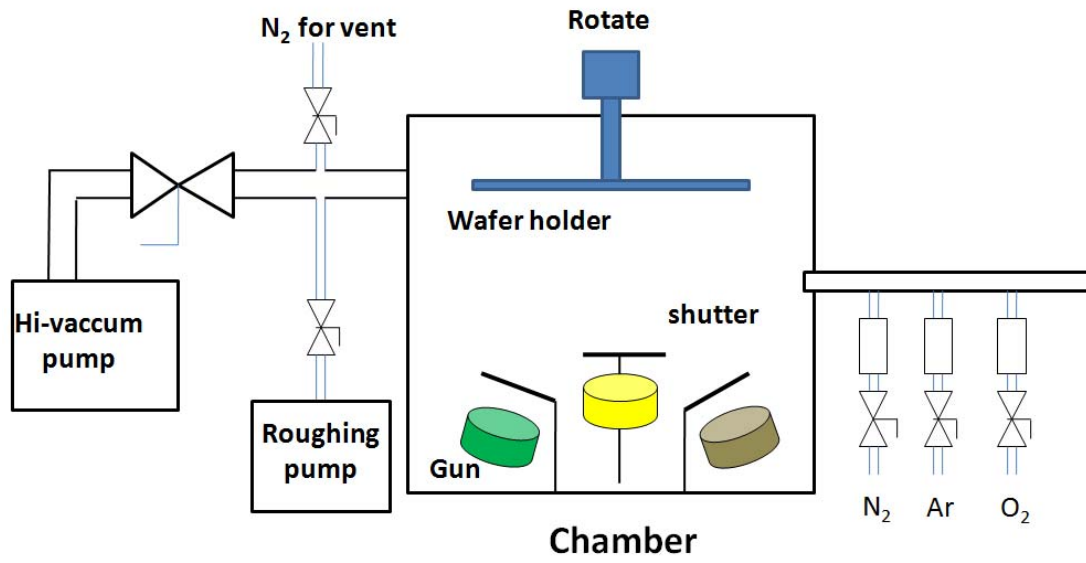 N₂ for vent
Rotate
Wafer holder
Hi-vaccum
pump
shutter
Roughing
pump
Gun
N₂ Ar O₂
Chamber